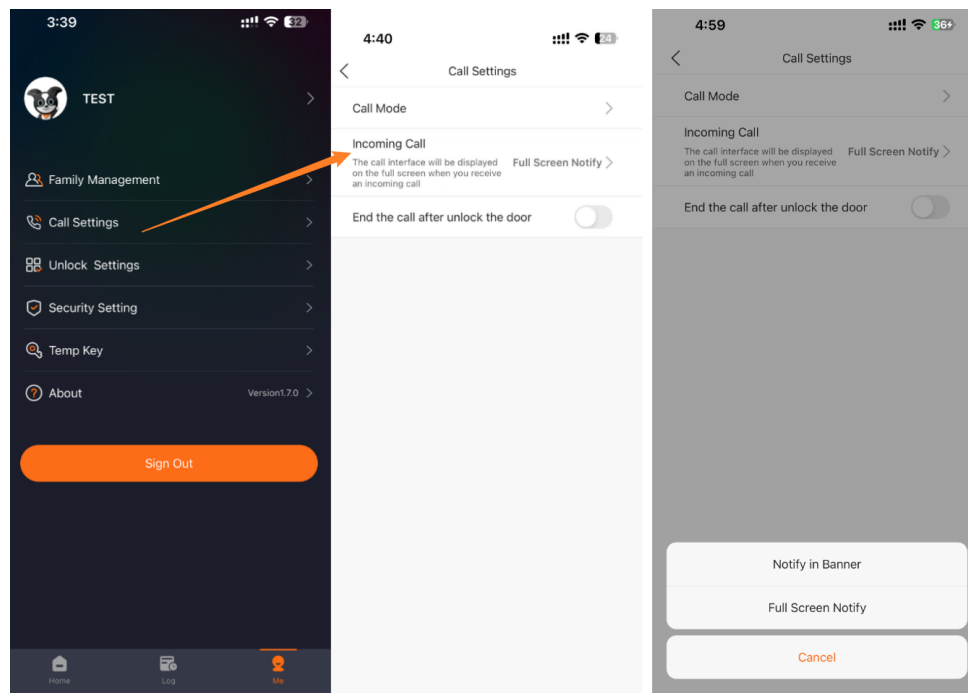 3:39
32
TEST
Family Management
Call Settings
Unlock Settings
Security Setting
Temp Key
About
Version1.7.0
Sign Out
Home
Log
Me
4:40
24
Call Settings
Call Mode
Incoming Call
The call interface will be displayed
on the full screen when you receive
an incoming call
Full Screen Notify
End the call after unlock the door
4:59
36
Call Settings
Call Mode
Incoming Call
The call interface will be displayed
on the full screen when you receive
an incoming call
Full Screen Notify
End the call after unlock the door
Notify in Banner
Full Screen Notify
Cancel